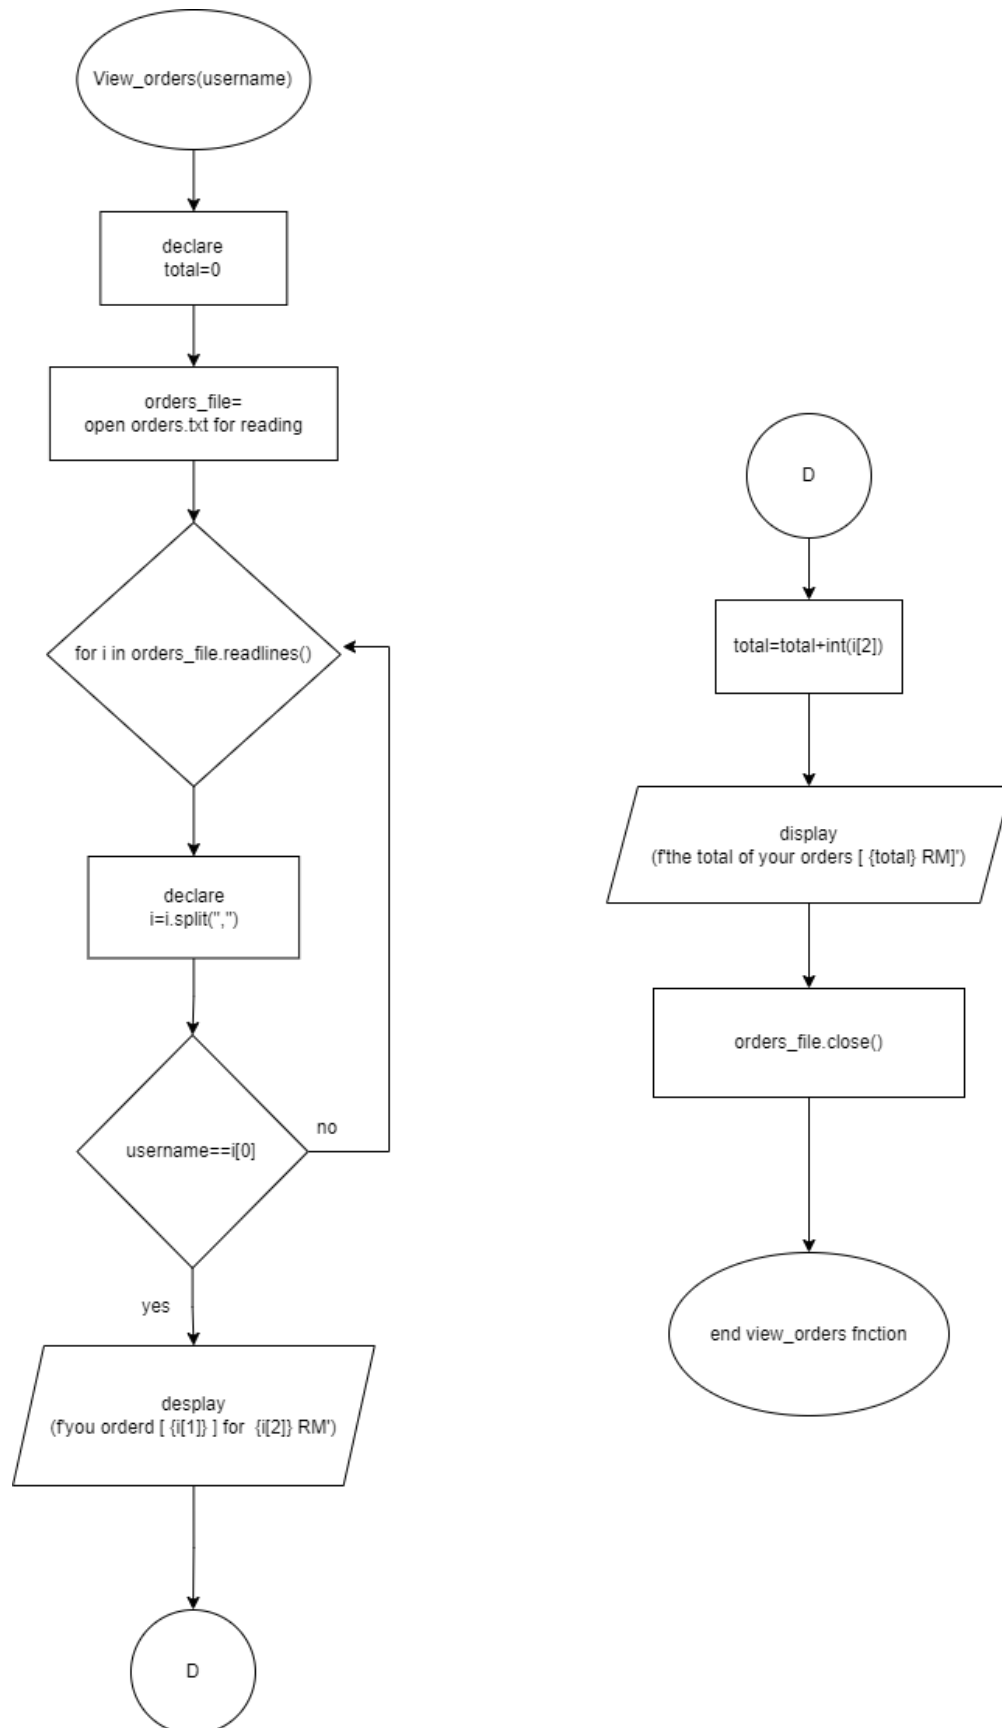 View_orders(username)
declare
total=0
orders_file=
open orders.txt for reading
for i in orders_file.readlines()
declare
i=i.split(",")
username==i[0]
no
yes
desplay
(f'you orderd [ {i[1]} ] for  {i[2]} RM')
D
D
total=total+int(i[2])
display
(f'the total of your orders [ {total} RM]')
orders_file.close()
end view_orders fnction